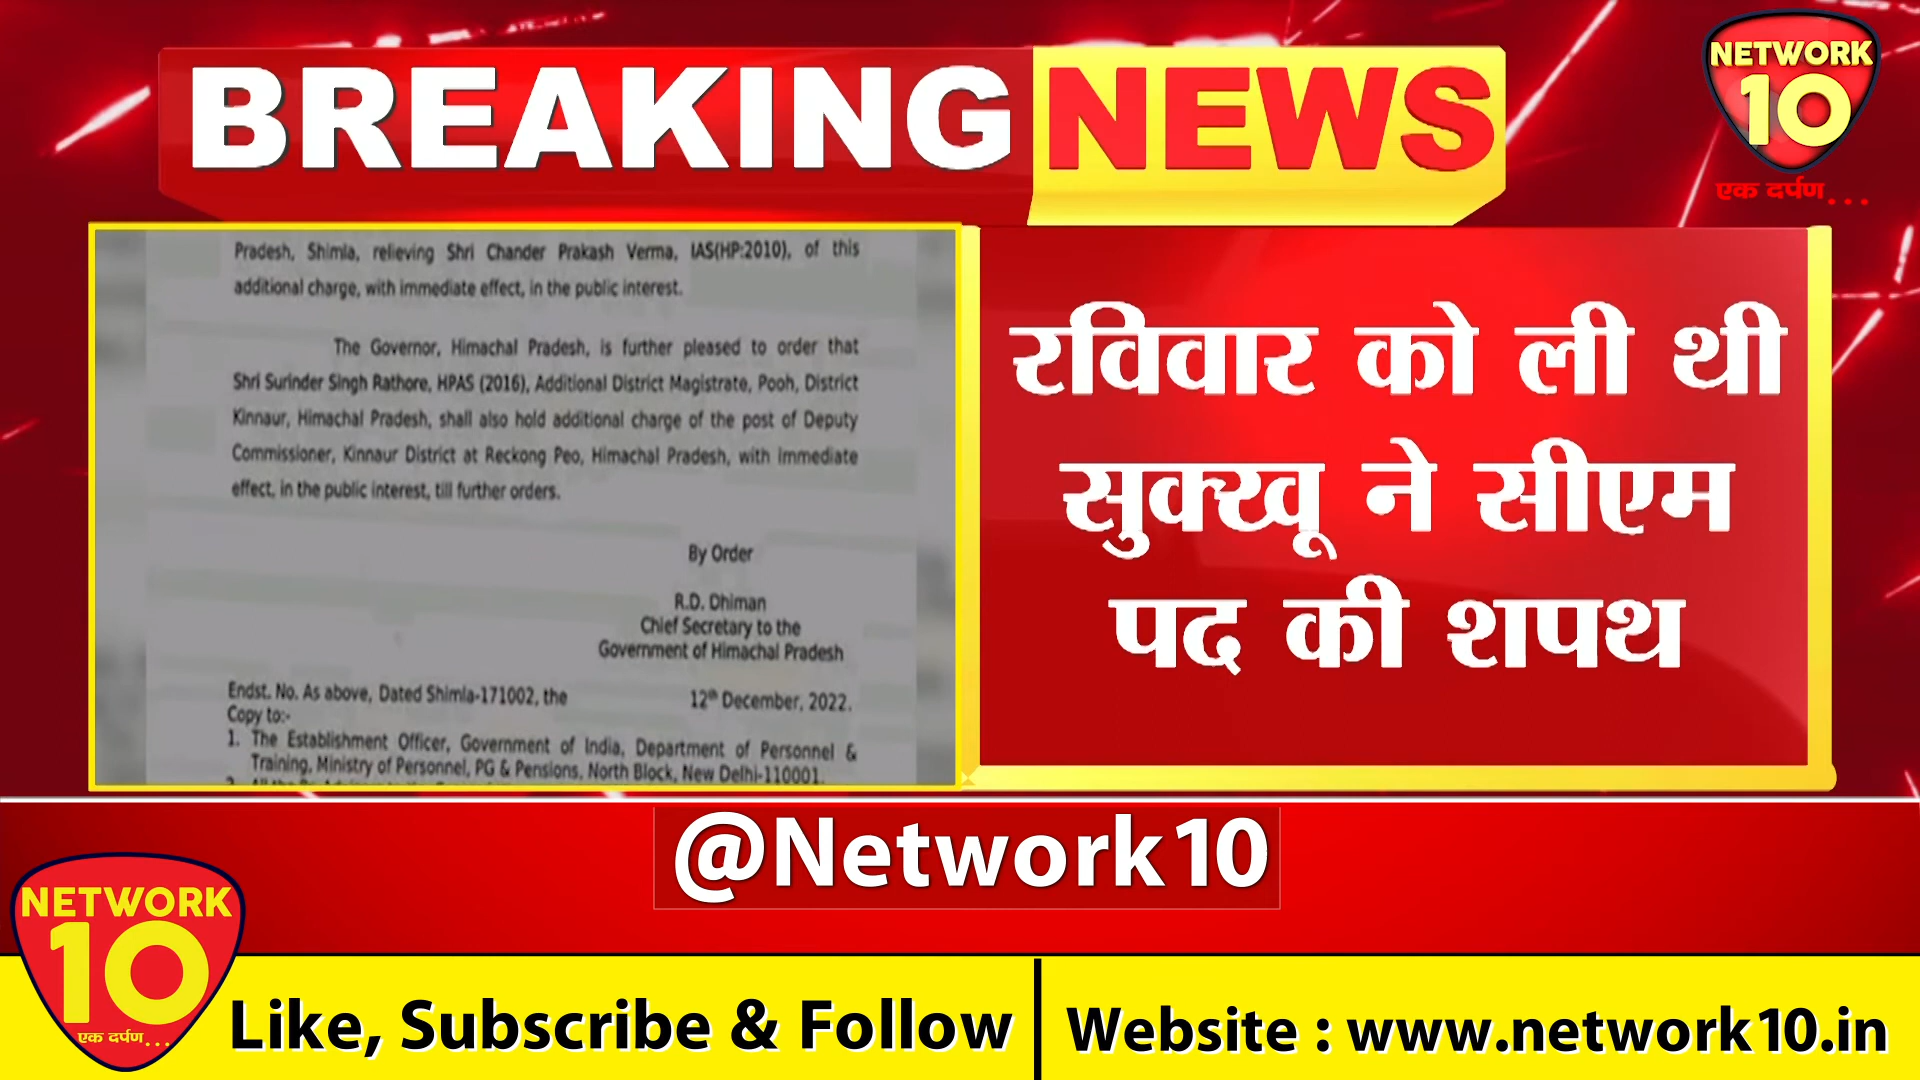 BREAKING NEWS
NETWORK
10
एक दर्पण...
Pradesh, Shimla, relieving Shri Chander Prakash Verma, IAS(HP:2010), of this
additional charge, with immediate effect, in the public interest.
The Governor, Himachal Pradesh, is further pleased to order that
Shri Surinder Singh Rathore, HPAS (2016), Additional District Magistrate, Pooh, District
Kinnaur, Himachal Pradesh, shall also hold additional charge of the post of Deputy
Commissioner, Kinnaur District at Reckong Peo, Himachal Pradesh, with immediate
effect, in the public interest, till further orders.
By Order
R.D. Dhiman
Chief Secretary to the
Government of Himachal Pradesh
Endst. No. As above, Dated Shimla-171002, the 12th December, 2022.
Copy to:-
1. The Establishment Officer, Government of India, Department of Personnel &
Training, Ministry of Personnel, PG & Pensions, North Block, New Delhi-110001.
रविवार को ली थी
सुक्खू ने सीएम
पद की शपथ
@Network10
NETWORK
10
एक दर्पण...
Like, Subscribe & Follow
Website : www.network10.in